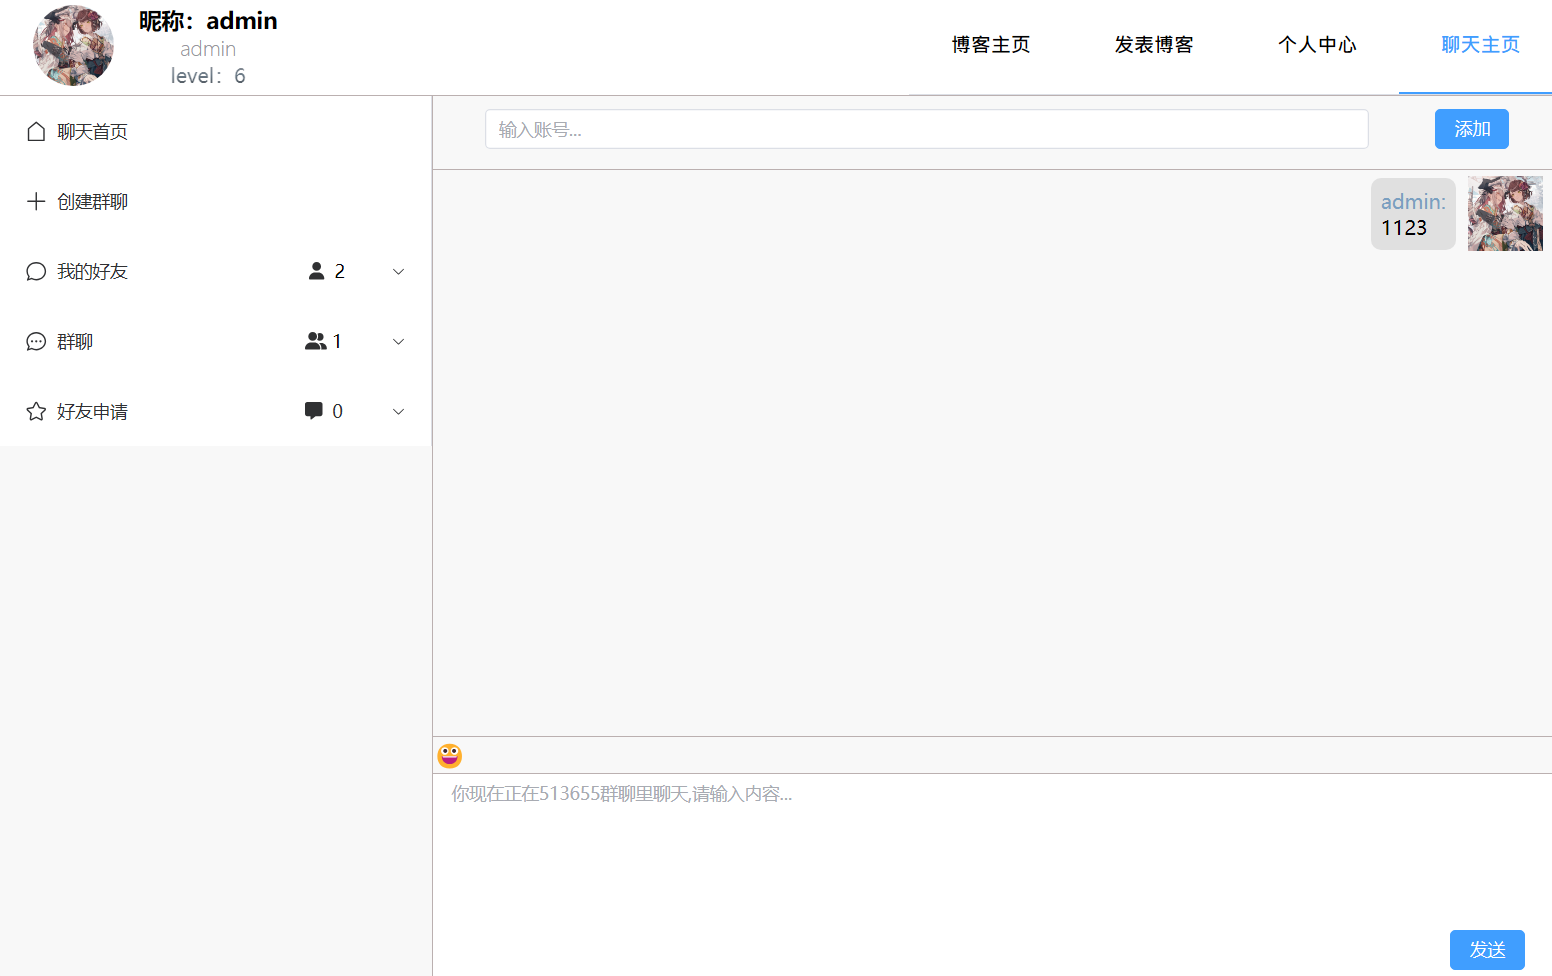 昵称：admin
admin
level：6
博客主页
发表博客
个人中心
聊天主页
聊天首页
创建群聊
我的好友 2
群聊 1
好友申请 0
输入账号...
添加
admin:
1123
你现在正在513655群聊里聊天,请输入内容...
发送